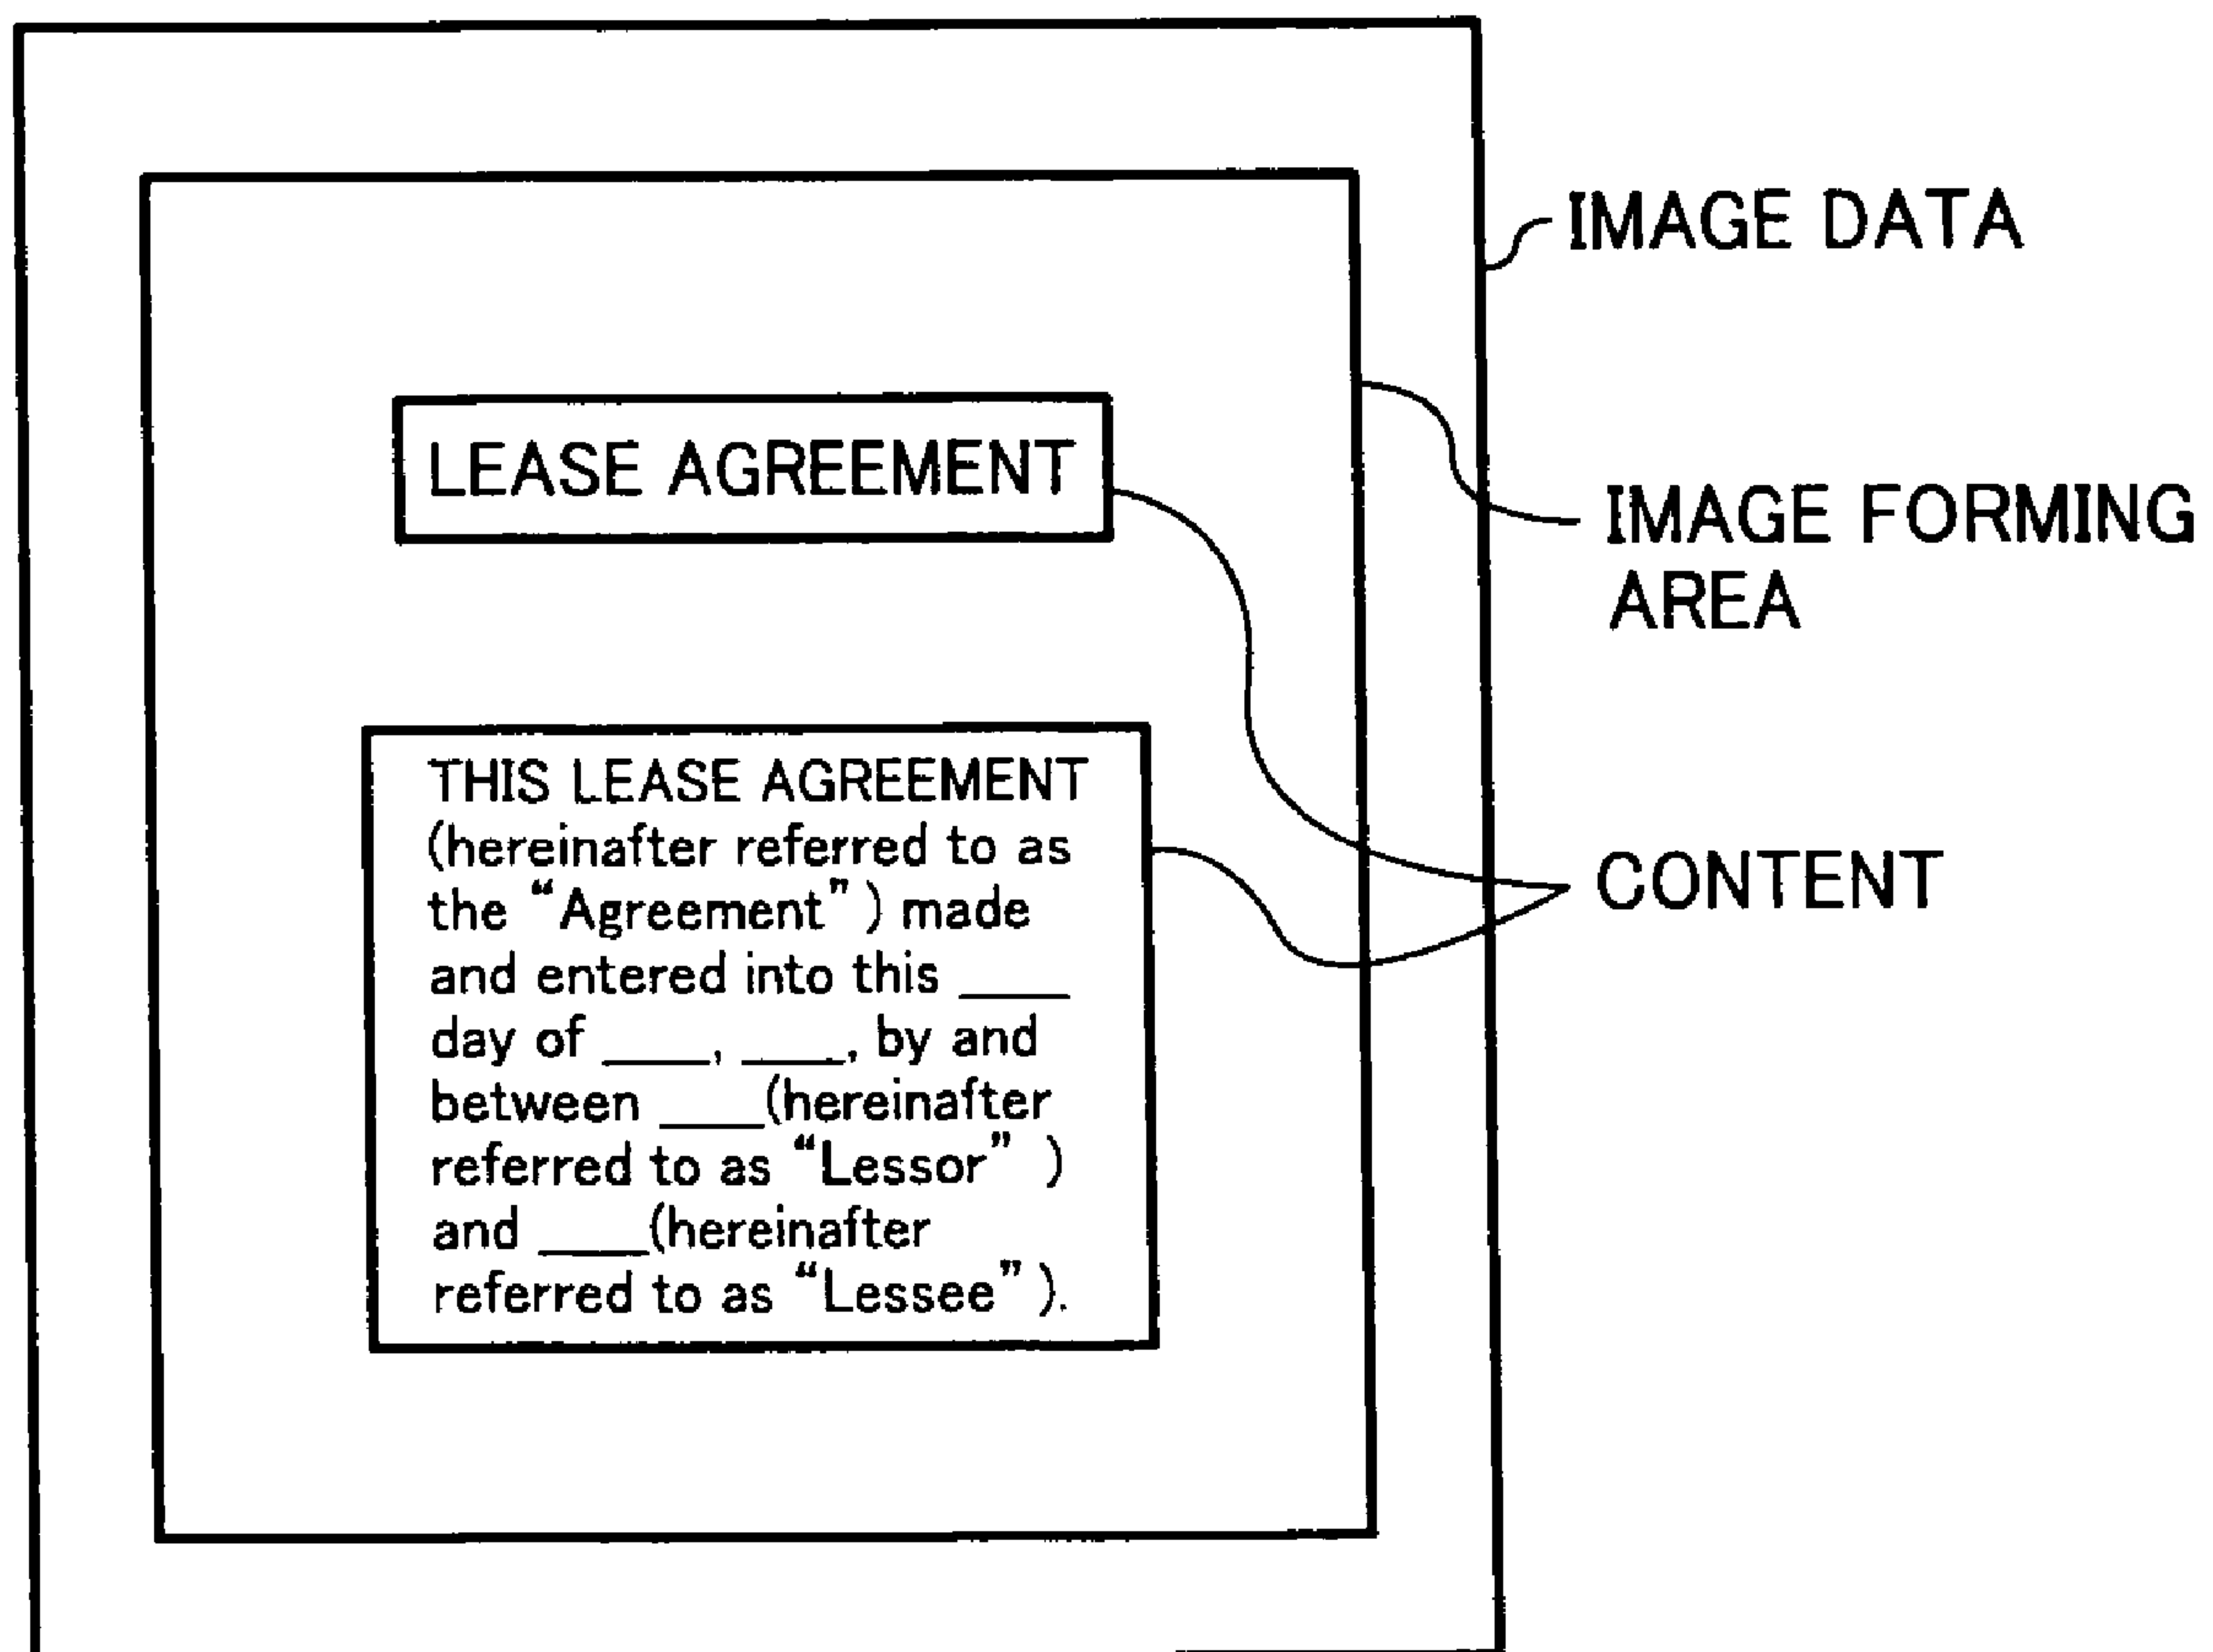 IMAGE DATA
LEASE AGREEMENT
IMAGE FORMING
AREA
THIS LEASE AGREEMENT
(hereinafter referred to as
the “Agreement”) made
and entered into this ____
day of ____, ____, by and
between ____(hereinafter
referred to as “Lessor” )
and ____(hereinafter
referred to as “Lessee” ).
CONTENT